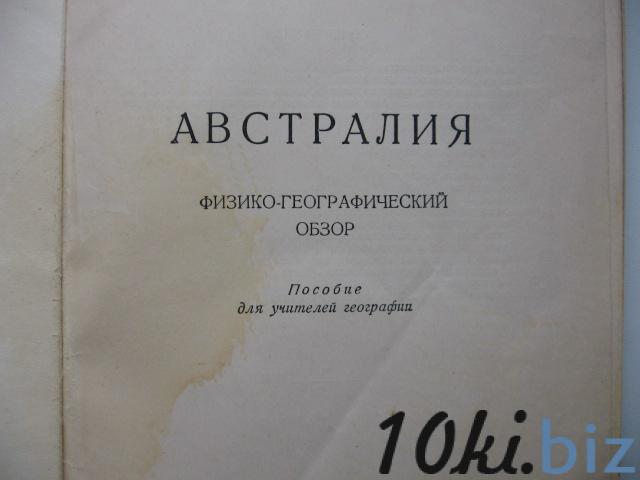 АВСТРАЛИЯ
ФИЗИКО-ГЕОГРАФИЧЕСКИЙ
ОБЗОР
Пособие
для учителей географии
10ki.biz